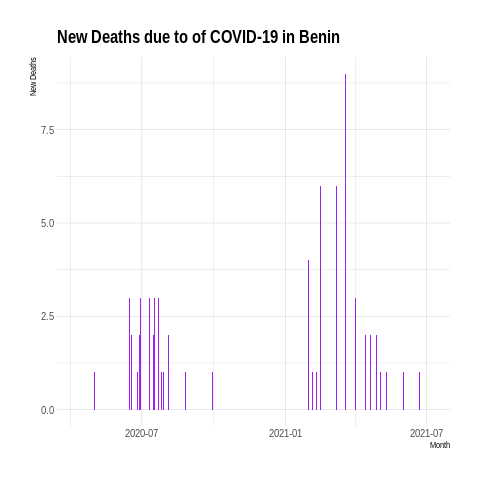 New Deaths due to of COVID-19 in Benin
New Deaths
7.5
5.0
2.5
0.0
2020-07
2021-01
2021-07
Month